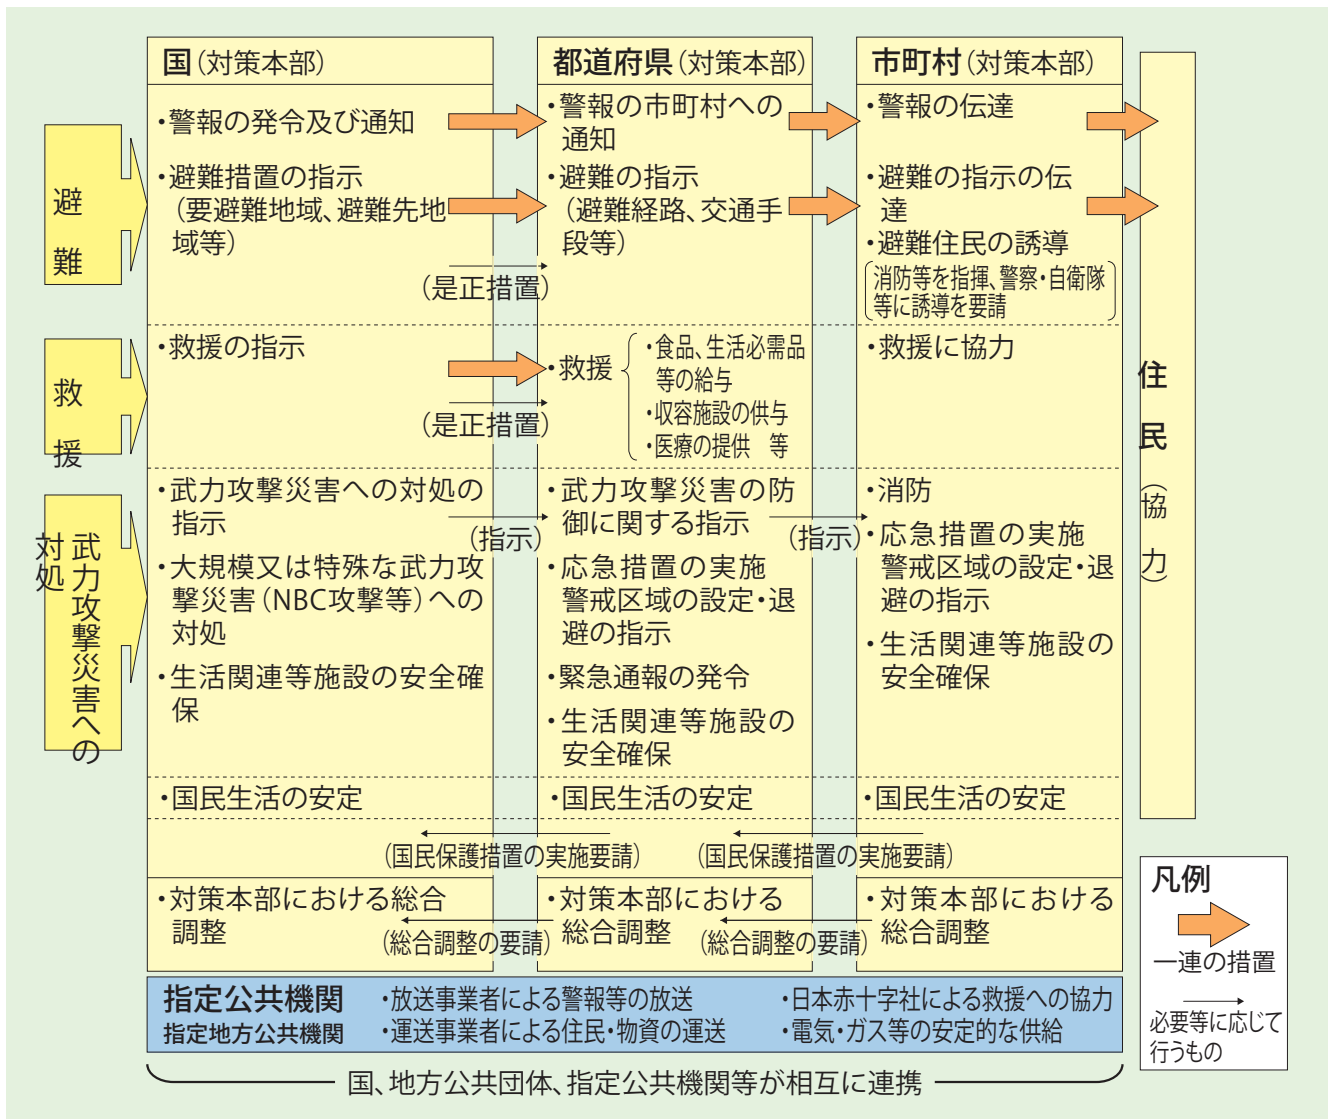 国（対策本部）
都道府県（対策本部）
市町村（対策本部）
避難
・警報の発令及び通知
・避難措置の指示
（要避難地域、避難先地
域等）
（是正措置）
・警報の市町村への
通知
・避難の指示
（避難経路、交通手
段等）
・警報の伝達
・避難の指示の伝
達
・避難住民の誘導
消防等を指揮、警察・自衛隊
等に誘導を要請
救援
・救援の指示
（是正措置）
・救援
・食品、生活必需品
等の給与
・収容施設の供与
・医療の提供　等
・救援に協力
武力攻撃災害への
対処
・武力攻撃災害への対処の
指示
（指示）
・大規模又は特殊な武力攻
撃災害（NBC攻撃等）への
対処
・生活関連等施設の安全確
保
・武力攻撃災害の防
御に関する指示
（指示）
・応急措置の実施
警戒区域の設定・退
避の指示
・緊急通報の発令
・生活関連等施設の
安全確保
・消防
・応急措置の実施
警戒区域の設定・退
避の指示
・生活関連等施設の
安全確保
・国民生活の安定
・国民生活の安定
・国民生活の安定
（国民保護措置の実施要請）
（国民保護措置の実施要請）
・対策本部における総合
調整
（総合調整の要請）
・対策本部における
総合調整
（総合調整の要請）
・対策本部における
総合調整
住民（協力）
指定公共機関
指定地方公共機関
・放送事業者による警報等の放送
・運送事業者による住民・物資の運送
・日本赤十字社による救援への協力
・電気・ガス等の安定的な供給
国、地方公共団体、指定公共機関等が相互に連携
凡例
一連の措置
必要等に応じて
行うもの